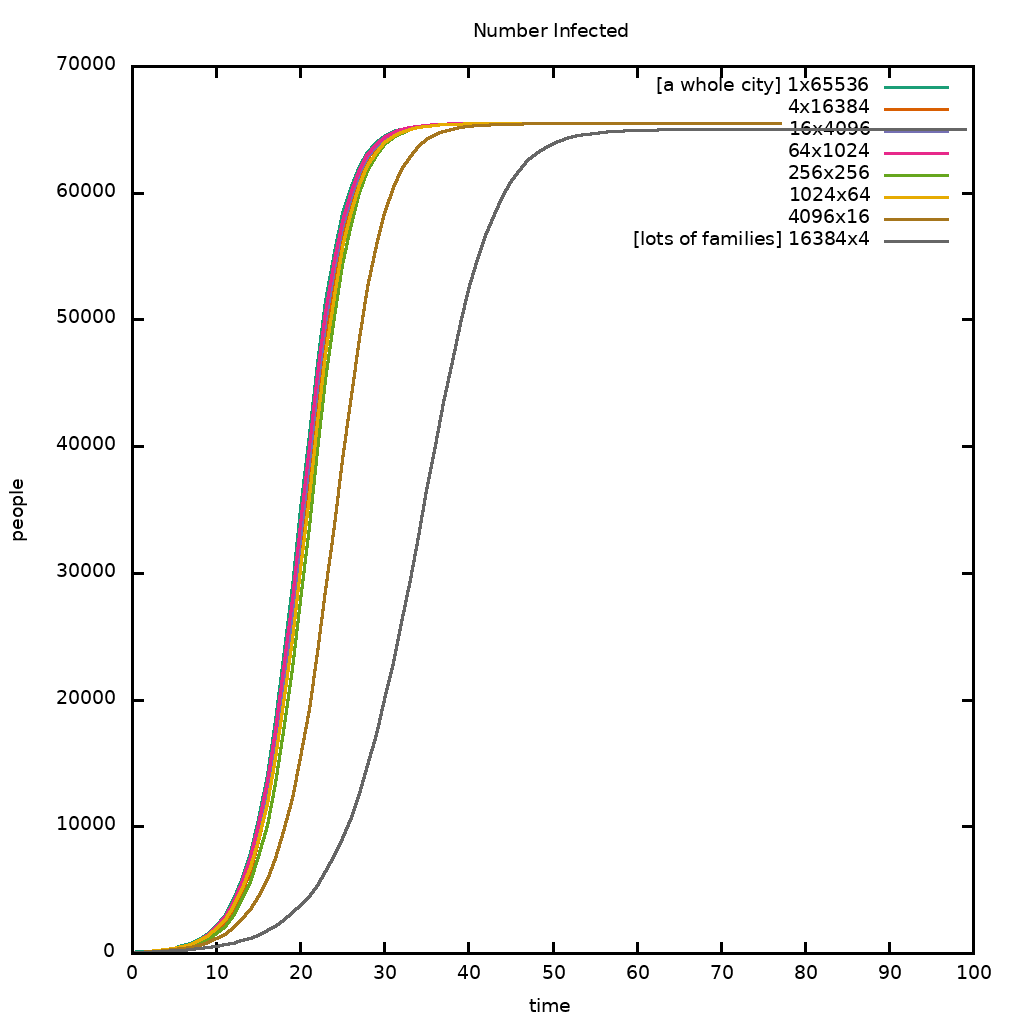 Number Infected
70000
60000
50000
40000
30000
20000
10000
0
people
[a whole city] 1x65536
4x16384
16x4096
64x1024
256x256
1024x64
4096x16
[lots of families] 16384x4
0 10 20 30 40 50 60 70 80 90 100
time